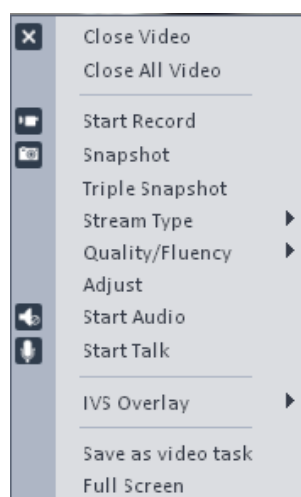 Close Video
Close All Video
Start Record
Snapshot
Triple Snapshot
Stream Type
Quality/Fluency
Adjust
Start Audio
Start Talk
IVS Overlay
Save as video task
Full Screen